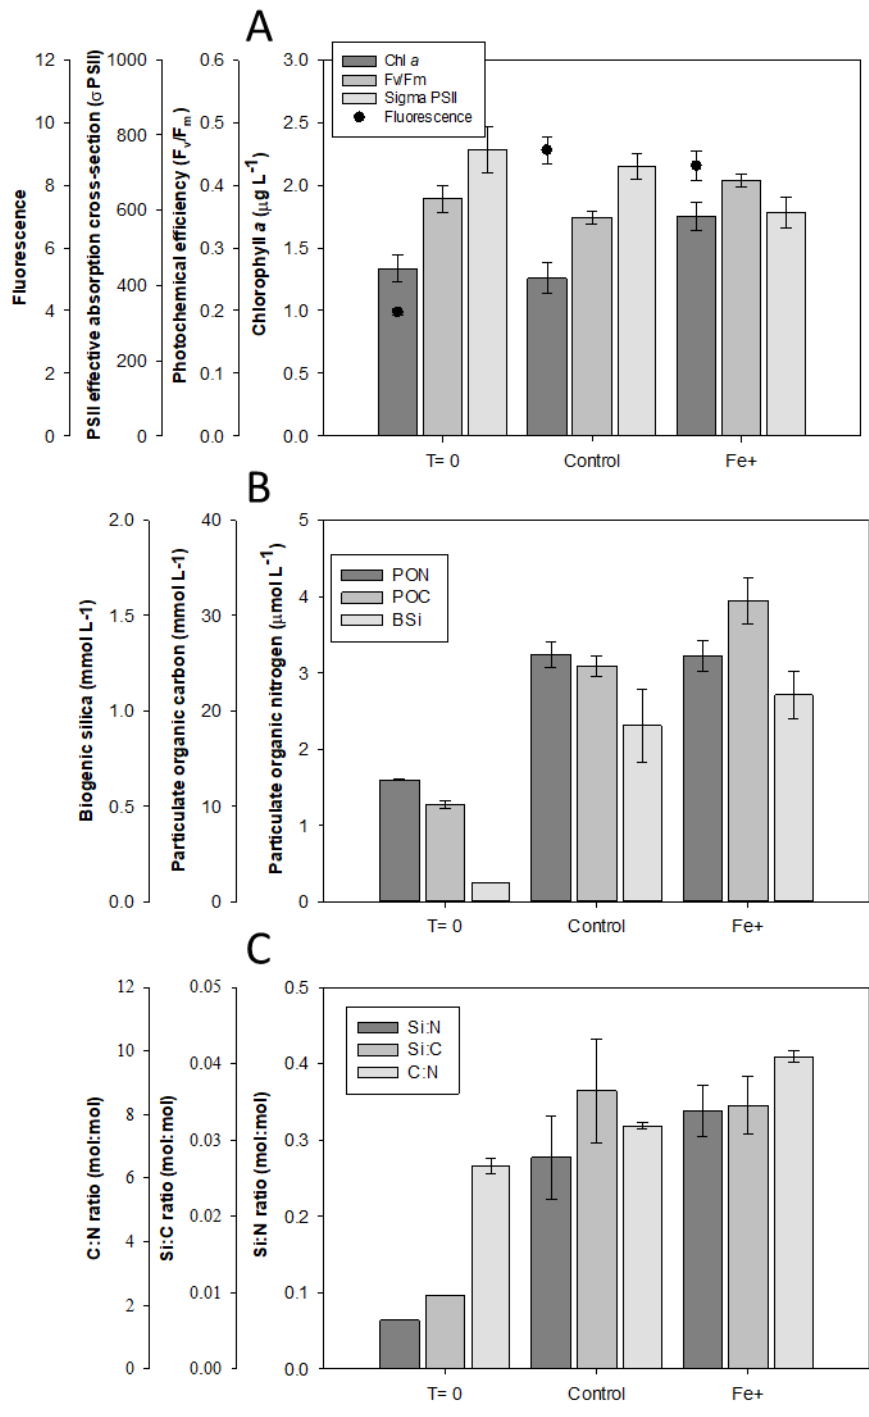 A
Fluorescence
12
10
8
6
4
2
0
PSII effective absorption cross-section (σ PSII)
1000
800
600
400
200
0
Photochemical efficiency (Fv/Fm)
0.6
0.5
0.4
0.3
0.2
0.1
0.0
Chlorophyll a (µg L-1)
3.0
2.5
2.0
1.5
1.0
0.5
0.0
Chl a
Fv/Fm
Sigma PSII
Fluorescence
T= 0 Control Fe+
B
Biogenic silica (mmol L-1)
2.0
1.5
1.0
0.5
0.0
Particulate organic carbon (mmol L-1)
40
30
20
10
0
Particulate organic nitrogen (µmol L-1)
5
4
3
2
1
0
PON
POC
BSi
T= 0 Control Fe+
C
C:N ratio (mol:mol)
12
10
8
6
4
2
0
Si:C ratio (mol:mol)
0.05
0.04
0.03
0.02
0.01
0.00
Si:N ratio (mol:mol)
0.5
0.4
0.3
0.2
0.1
0.0
Si:N
Si:C
C:N
T= 0 Control Fe+